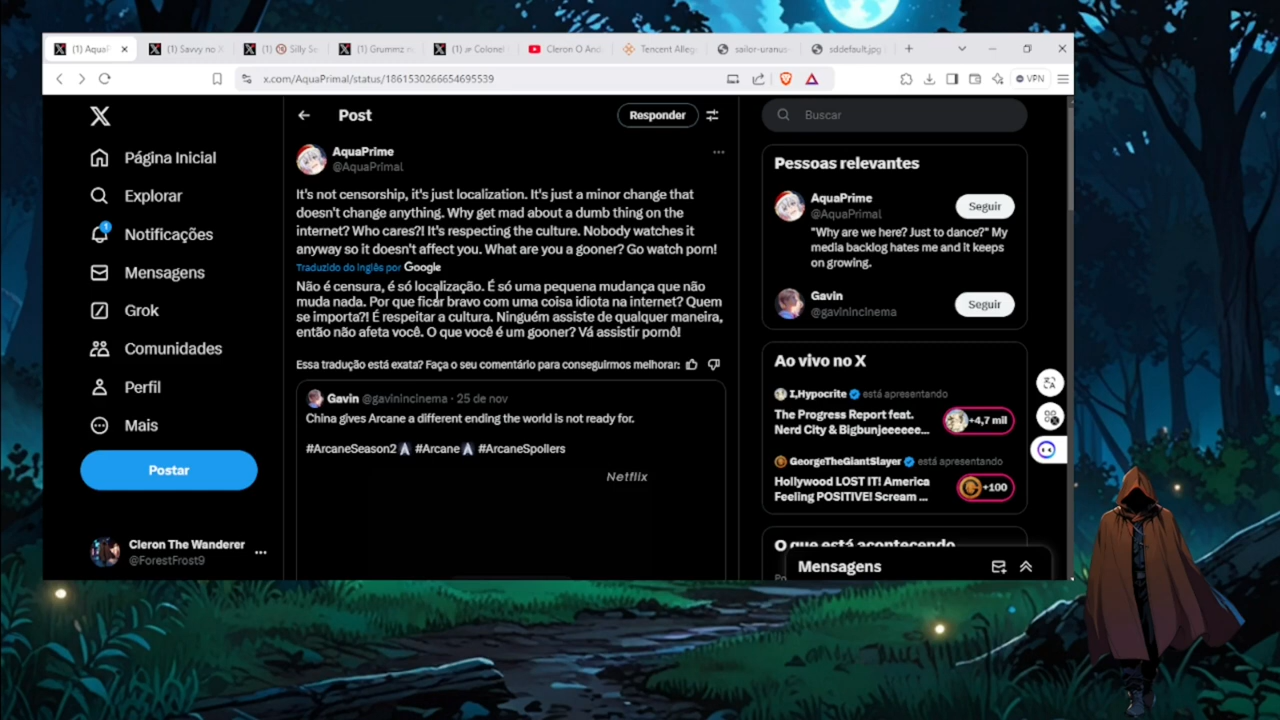 (1) AquaP
(1) Savvy no X
(1) Silly Se
(1) Grummz n
(1) Colonel
Cleron O And
Tencent Alleg
sailor-uranus
sddefault.jpg
x.com/AquaPrimal/status/1861530266654695539
VPN
Página Inicial
Explorar
1
Notificações
Mensagens
Grok
Comunidades
Perfil
Mais
Postar
Cleron The Wanderer
@ForestFrost9
Post
Responder
AquaPrime
@AquaPrimal
It's not censorship, it's just localization. It's just a minor change that
doesn't change anything. Why get mad about a dumb thing on the
internet? Who cares?! It's respecting the culture. Nobody watches it
anyway so it doesn't affect you. What are you a gooner? Go watch porn!
Traduzido do inglês por Google
Não é censura, é só localização. É só uma pequena mudança que não
muda nada. Por que ficar bravo com uma coisa idiota na internet? Quem
se importa?! É respeitar a cultura. Ninguém assiste de qualquer maneira,
então não afeta você. O que você é um gooner? Vá assistir pornô!
Essa tradução está exata? Faça o seu comentário para conseguirmos melhorar:
Gavin @gavinincinema · 25 de nov
China gives Arcane a different ending the world is not ready for.
#ArcaneSeason2 #Arcane #ArcaneSpoilers
Netflix
Buscar
Pessoas relevantes
AquaPrime
@AquaPrimal
Seguir
"Why are we here? Just to dance?" My
media backlog hates me and it keeps
on growing.
Gavin
@gavinincinema
Seguir
Ao vivo no X
I,Hypocrite está apresentando
The Progress Report feat.
Nerd City & Bigbunjeeeeee...
+4,7 mil
GeorgeTheGiantSlayer está apresentando
Hollywood LOST IT! America
Feeling POSITIVE! Scream ...
+100
O que está acontecendo
Mensagens